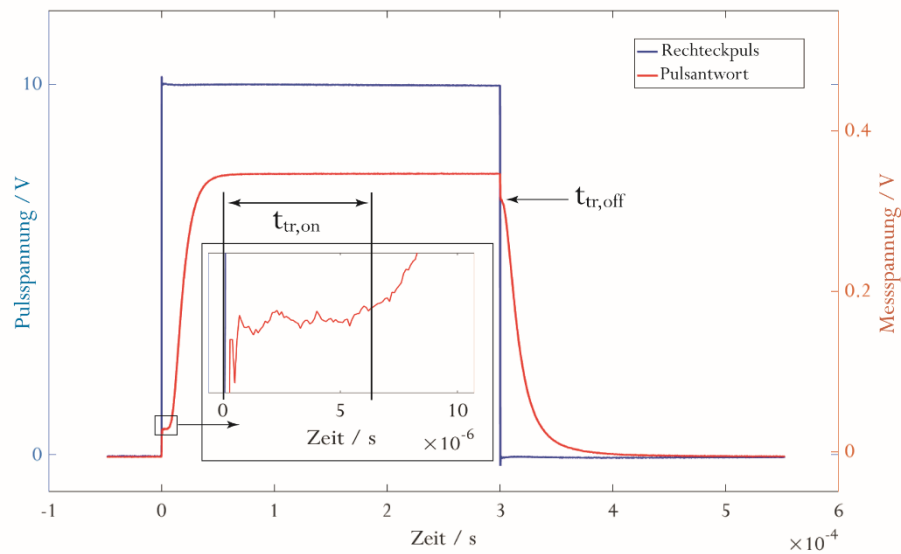 Rechteckpuls
Pulsantwort
10
0
Pulsspannung / V
0.4
0.2
0
Messspannung / V
t_tr,on
t_tr,off
0
5
10
Zeit / s
×10^-6
-1
0
1
2
3
4
5
6
Zeit / s
×10^-4